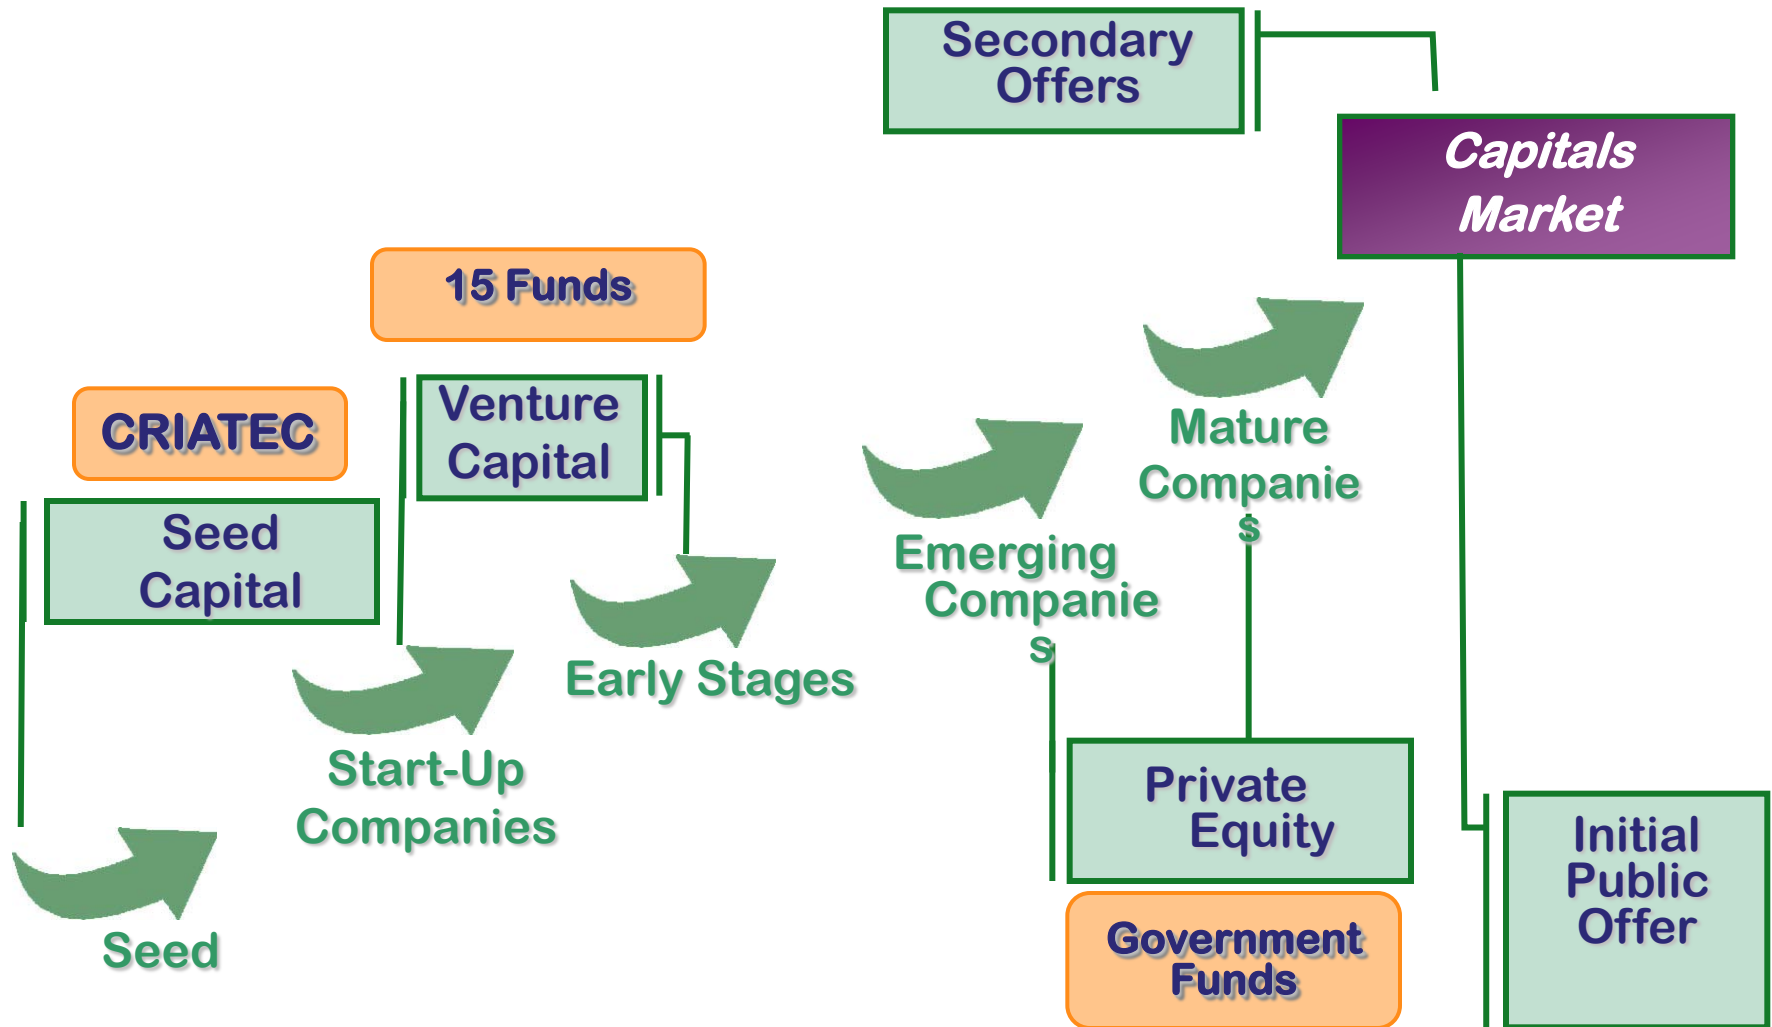 Secondary
Offers
Capitals
Market
15 Funds
Venture
Capital
CRIATEC
Seed
Capital
Mature
Companie
s
Emerging
Companie
s
Early Stages
Start-Up
Companies
Seed
Private
Equity
Government
Funds
Initial
Public
Offer